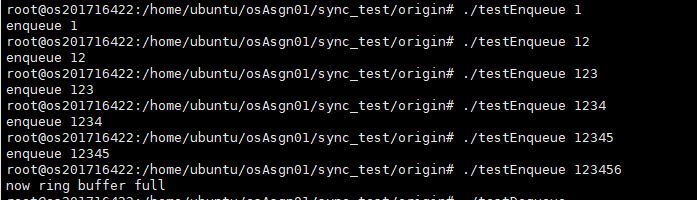 root@os201716422:/home/ubuntu/osAsgn01/sync_test/origin# ./testEnqueue 1
enqueue 1
root@os201716422:/home/ubuntu/osAsgn01/sync_test/origin# ./testEnqueue 12
enqueue 12
root@os201716422:/home/ubuntu/osAsgn01/sync_test/origin# ./testEnqueue 123
enqueue 123
root@os201716422:/home/ubuntu/osAsgn01/sync_test/origin# ./testEnqueue 1234
enqueue 1234
root@os201716422:/home/ubuntu/osAsgn01/sync_test/origin# ./testEnqueue 12345
enqueue 12345
root@os201716422:/home/ubuntu/osAsgn01/sync_test/origin# ./testEnqueue 123456
now ring buffer full